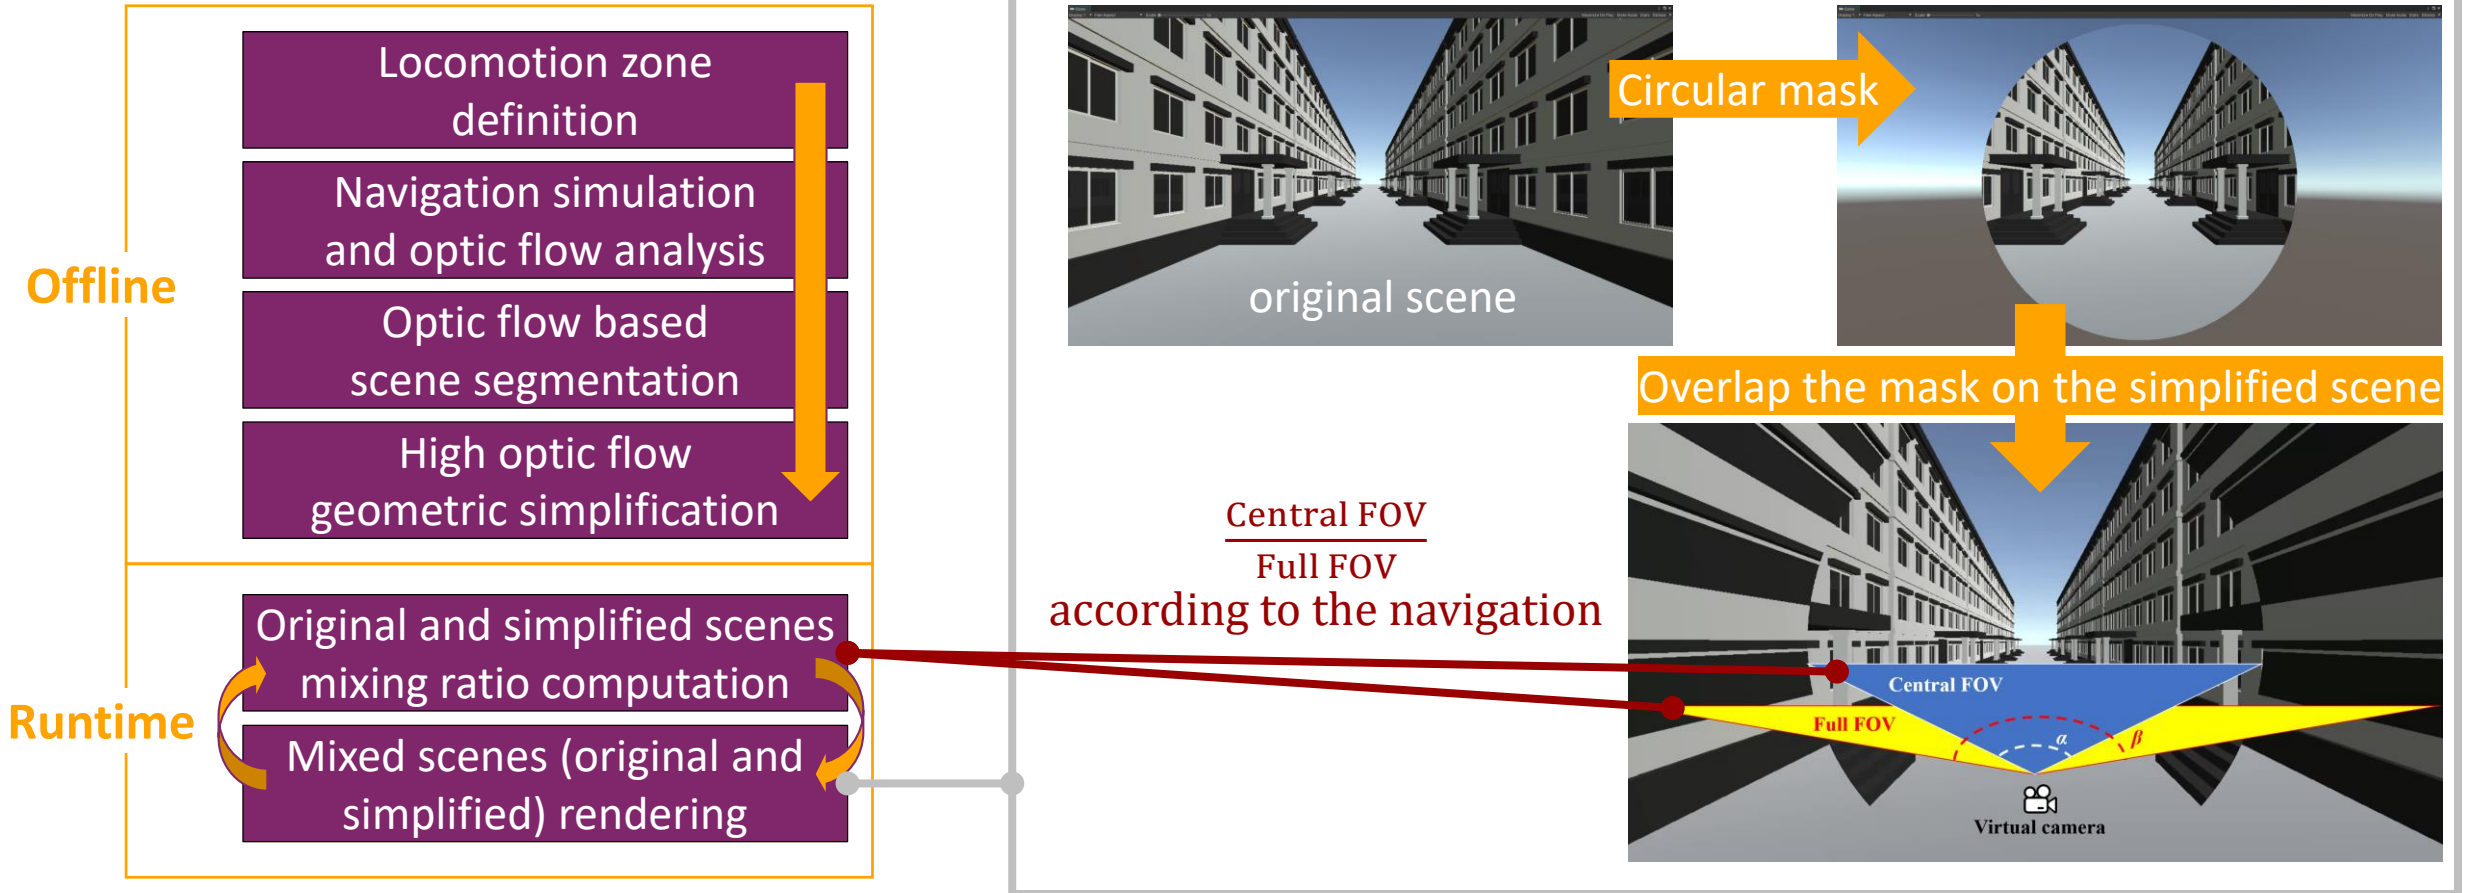 Offline
Locomotion zone
definition
Navigation simulation
and optic flow analysis
Optic flow based
scene segmentation
High optic flow
geometric simplification
Runtime
Original and simplified scenes
mixing ratio computation
Mixed scenes (original and
simplified) rendering
original scene
Circular mask
Overlap the mask on the simplified scene
Central FOV
Full FOV
according to the navigation
Central FOV
Full FOV
α
β
Virtual camera